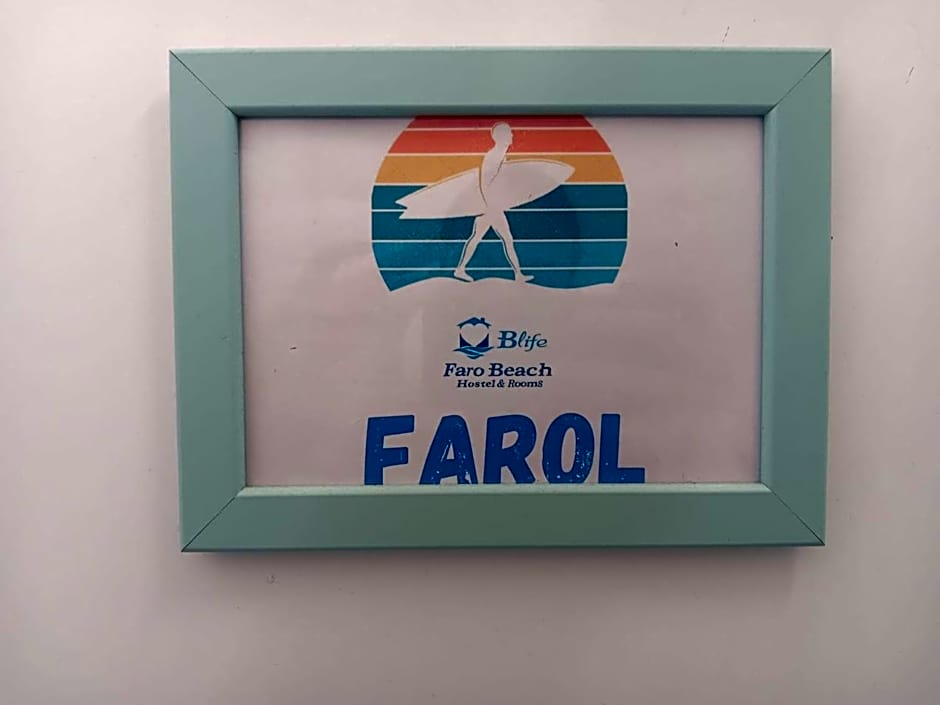 Blife
Faro Beach
Hostel & Rooms
FAROL